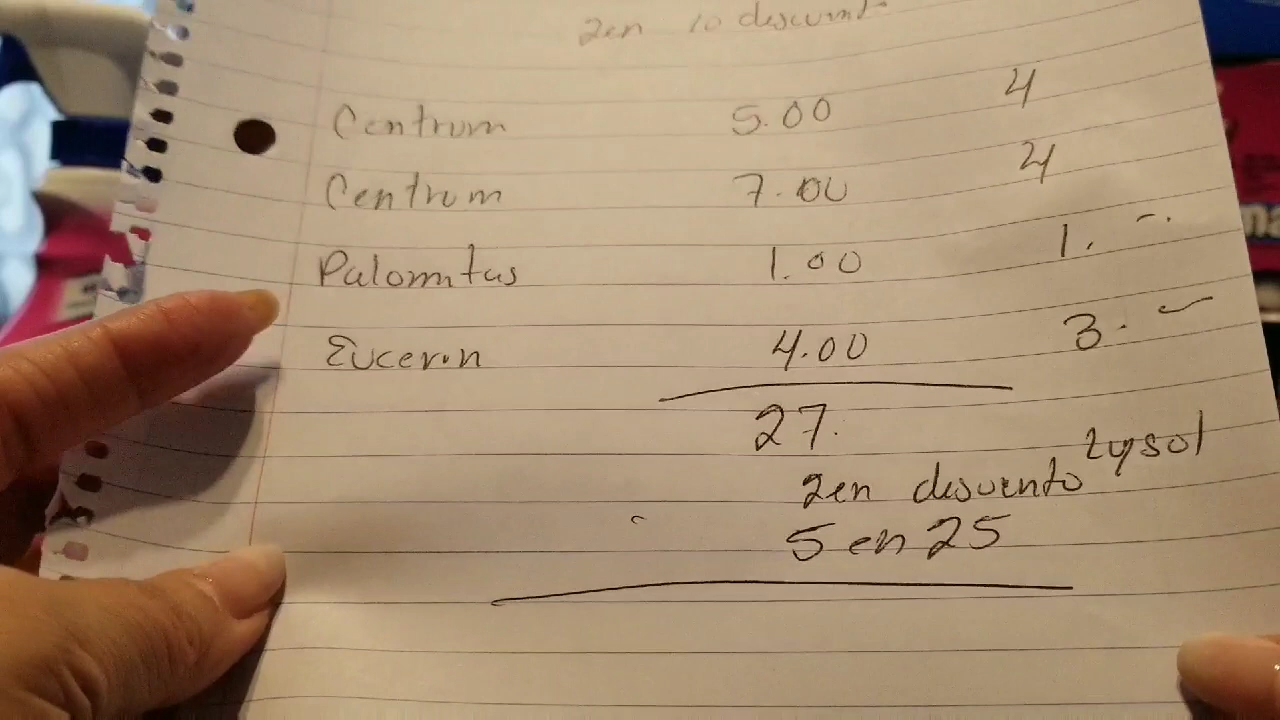 2en 10 descuento
Centrum 5.00 4
Centrum 7.00 4
Palomitas 1.00 1.
Eucerin 4.00 3.
27.
2en descuento Lysol
5 en 25